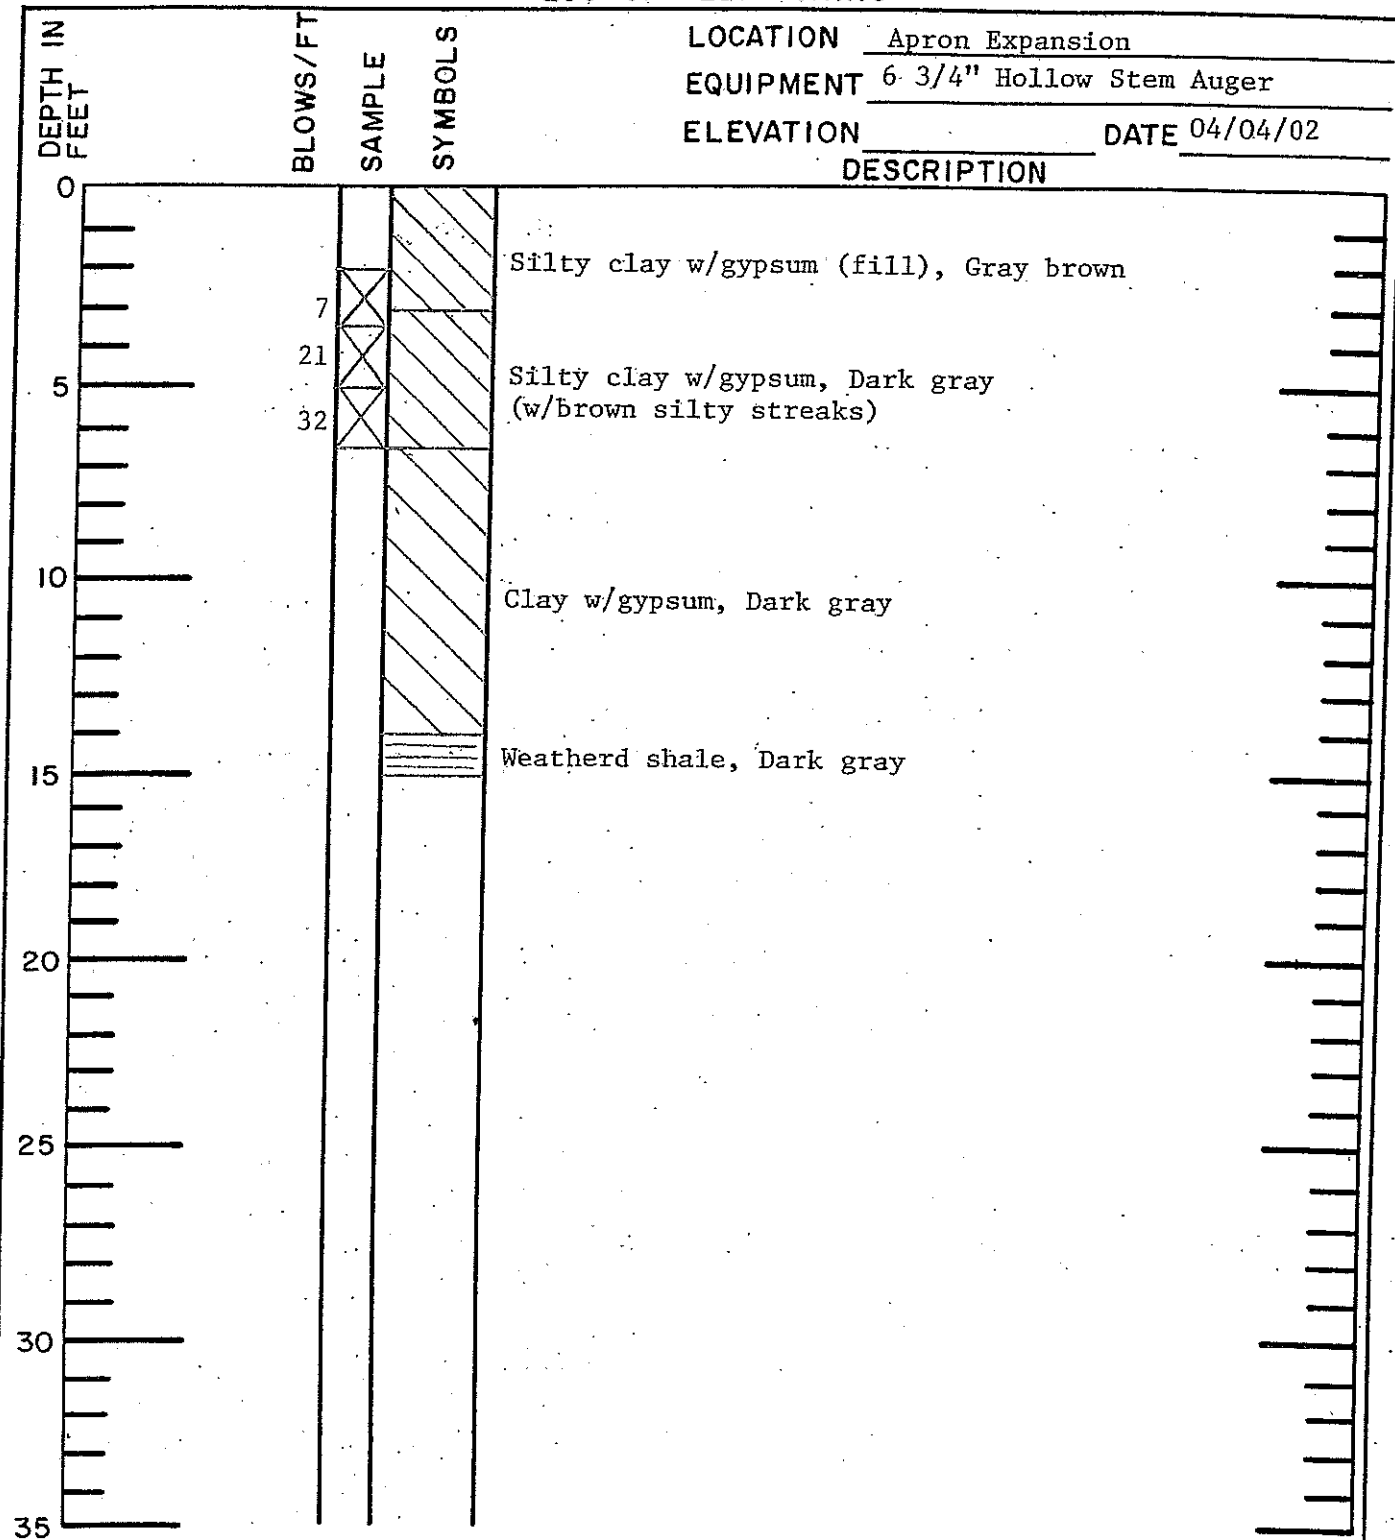 LOCATION Apron Expansion
EQUIPMENT 6 3/4" Hollow Stem Auger
ELEVATION DATE 04/04/02
DEPTH IN
FEET
BLOWS/FT
SAMPLE
SYMBOLS
DESCRIPTION
0
Silty clay w/gypsum (fill), Gray brown
7
21
5
Silty clay w/gypsum, Dark gray
(w/brown silty streaks)
32
10
Clay w/gypsum, Dark gray
Weatherd shale, Dark gray
15
20
25
30
35